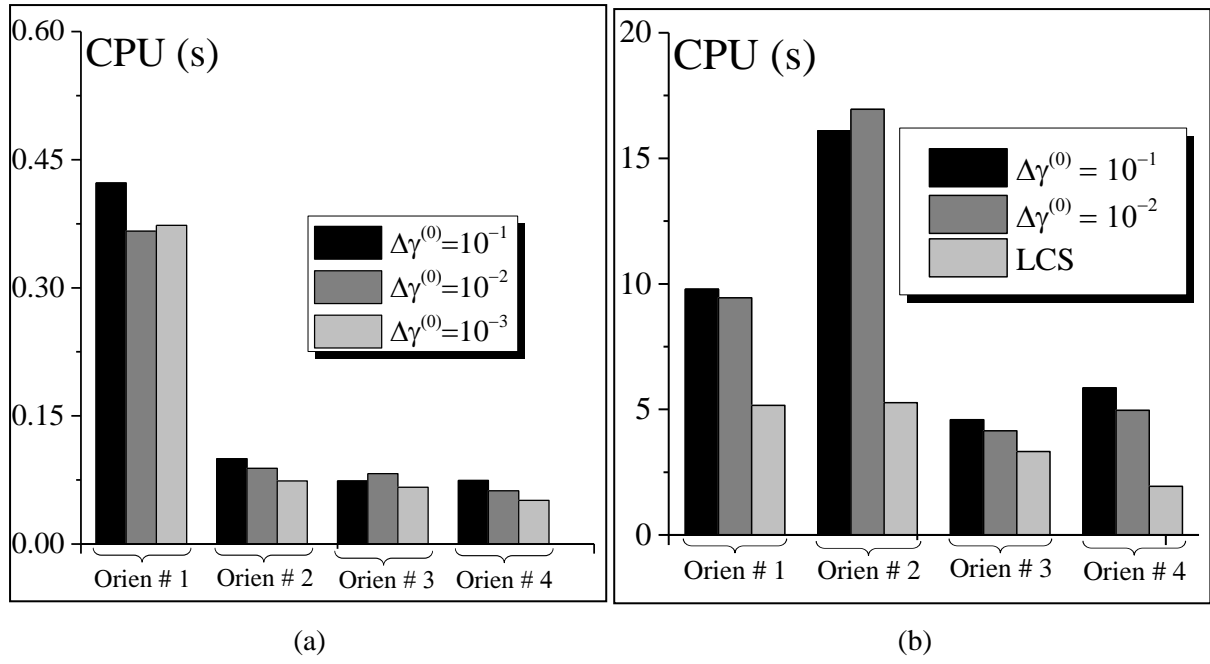 CPU (s)
0.60
0.45
0.30
0.15
0.00
Δγ⁽⁰⁾=10⁻¹
Δγ⁽⁰⁾=10⁻²
Δγ⁽⁰⁾=10⁻³
Orien # 1
Orien # 2
Orien # 3
Orien # 4
(a)
CPU (s)
20
15
10
5
0
Δγ⁽⁰⁾ = 10⁻¹
Δγ⁽⁰⁾ = 10⁻²
LCS
Orien # 1
Orien # 2
Orien # 3
Orien # 4
(b)